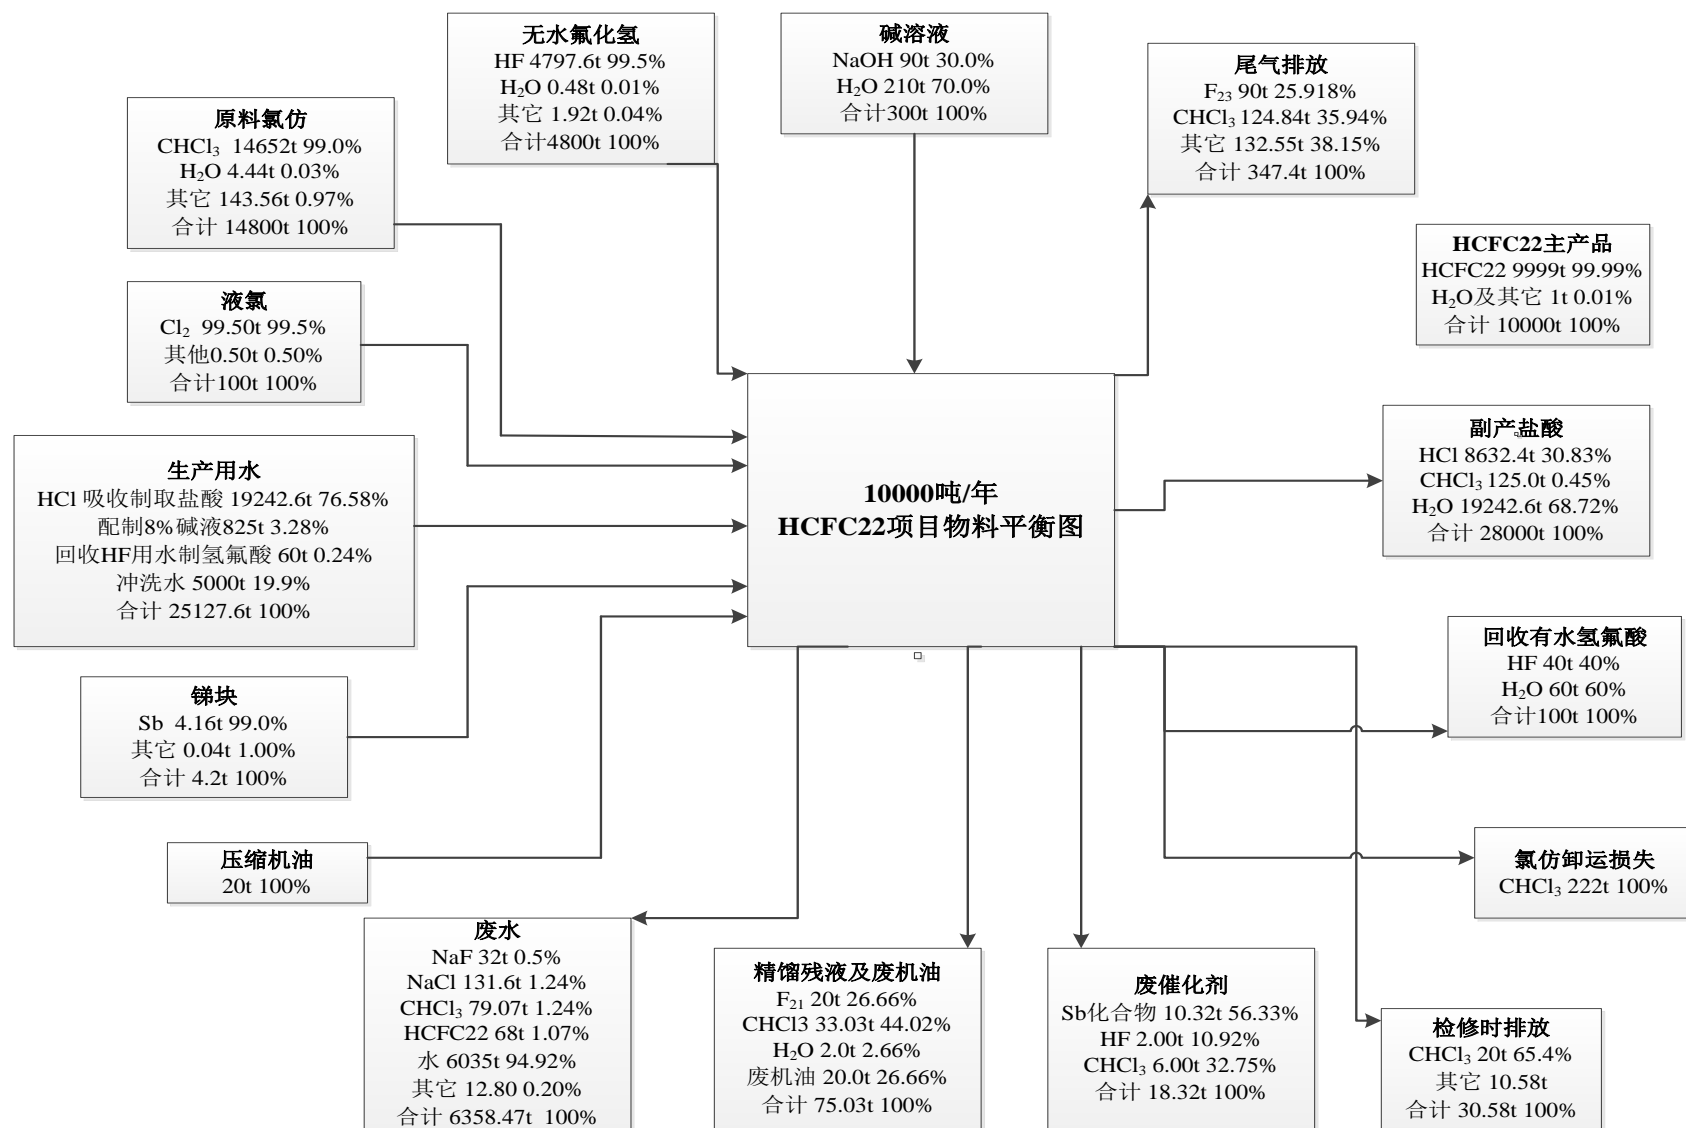 无水氟化氢
HF 4797.6t 99.5%
H₂O 0.48t 0.01%
其它 1.92t 0.04%
合计4800t 100%
碱溶液
NaOH 90t 30.0%
H₂O 210t 70.0%
合计300t 100%
尾气排放
F₂₃ 90t 25.918%
CHCl₃ 124.84t 35.94%
其它 132.55t 38.15%
合计 347.4t 100%
原料氯仿
CHCl₃ 14652t 99.0%
H₂O 4.44t 0.03%
其它 143.56t 0.97%
合计 14800t 100%
HCFC22主产品
HCFC22 9999t 99.99%
H₂O及其它 1t 0.01%
合计 10000t 100%
液氯
Cl₂ 99.50t 99.5%
其他0.50t 0.50%
合计100t 100%
生产用水
HCl 吸收制取盐酸 19242.6t 76.58%
配制8%碱液825t 3.28%
回收HF用水制氢氟酸 60t 0.24%
冲洗水 5000t 19.9%
合计 25127.6t 100%
10000吨/年
HCFC22项目物料平衡图
副产盐酸
HCl 8632.4t 30.83%
CHCl₃ 125.0t 0.45%
H₂O 19242.6t 68.72%
合计 28000t 100%
回收有水氢氟酸
HF 40t 40%
H₂O 60t 60%
合计100t 100%
锑块
Sb 4.16t 99.0%
其它 0.04t 1.00%
合计 4.2t 100%
压缩机油
20t 100%
氯仿卸运损失
CHCl₃ 222t 100%
废水
NaF 32t 0.5%
NaCl 131.6t 1.24%
CHCl₃ 79.07t 1.24%
HCFC22 68t 1.07%
水 6035t 94.92%
其它 12.80 0.20%
合计 6358.47t 100%
精馏残液及废机油
F₂₁ 20t 26.66%
CHCl3 33.03t 44.02%
H₂O 2.0t 2.66%
废机油 20.0t 26.66%
合计 75.03t 100%
废催化剂
Sb化合物 10.32t 56.33%
HF 2.00t 10.92%
CHCl₃ 6.00t 32.75%
合计 18.32t 100%
检修时排放
CHCl₃ 20t 65.4%
其它 10.58t
合计 30.58t 100%